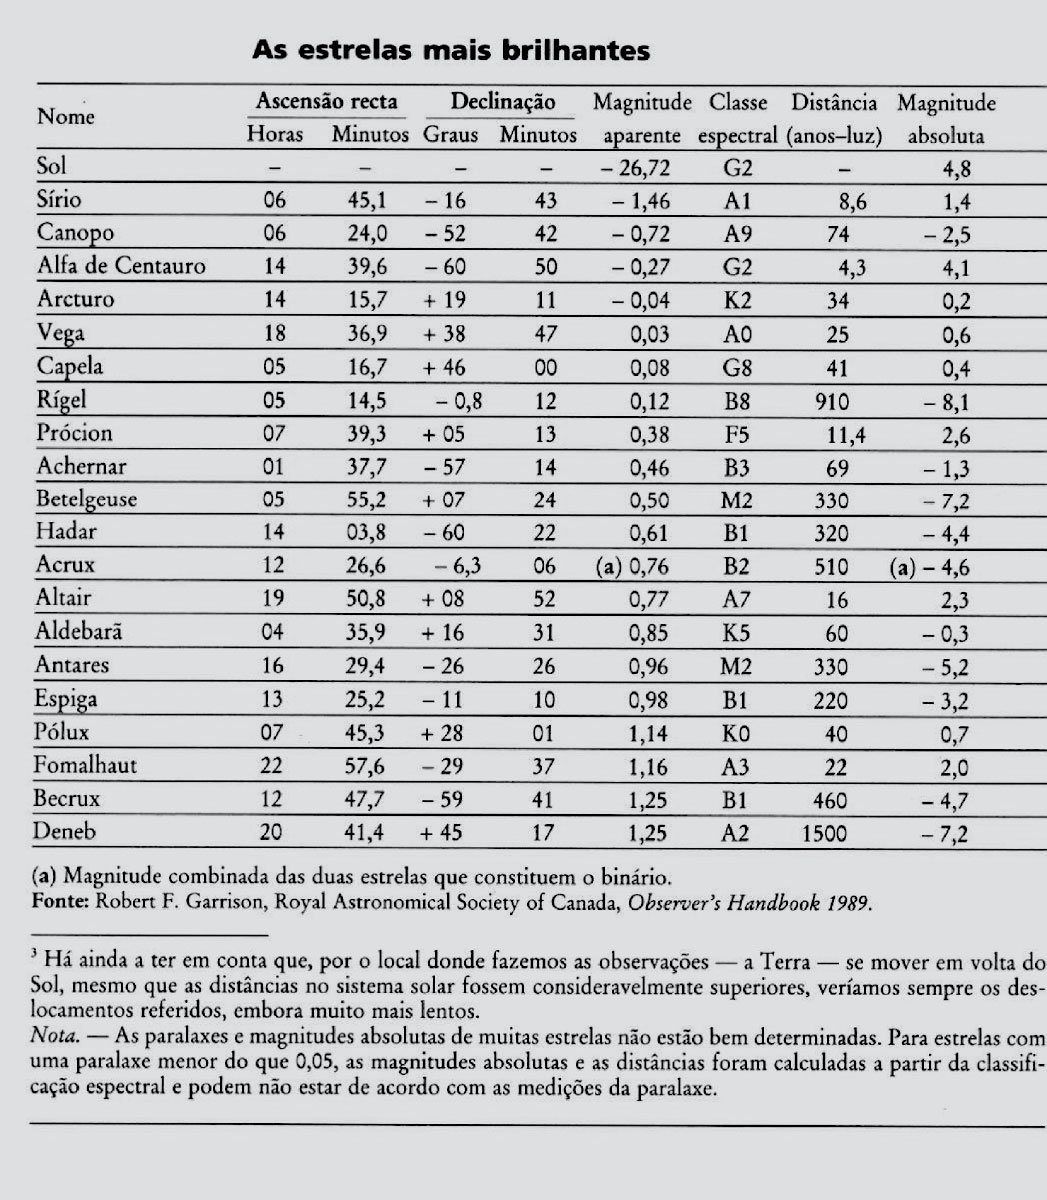 As estrelas mais brilhantes
Nome Ascensão recta Declinação Magnitude Classe Distância Magnitude
Horas Minutos Graus Minutos aparente espectral (anos–luz) absoluta
Sol – – – – – 26,72 G2 – 4,8
Sírio 06 45,1 – 16 43 – 1,46 A1 8,6 1,4
Canopo 06 24,0 – 52 42 – 0,72 A9 74 – 2,5
Alfa de Centauro 14 39,6 – 60 50 – 0,27 G2 4,3 4,1
Arcturo 14 15,7 + 19 11 – 0,04 K2 34 0,2
Vega 18 36,9 + 38 47 0,03 A0 25 0,6
Capela 05 16,7 + 46 00 0,08 G8 41 0,4
Rígel 05 14,5 – 0,8 12 0,12 B8 910 – 8,1
Prócion 07 39,3 + 05 13 0,38 F5 11,4 2,6
Achernar 01 37,7 – 57 14 0,46 B3 69 – 1,3
Betelgeuse 05 55,2 + 07 24 0,50 M2 330 – 7,2
Hadar 14 03,8 – 60 22 0,61 B1 320 – 4,4
Acrux 12 26,6 – 6,3 06 (a) 0,76 B2 510 (a) – 4,6
Altair 19 50,8 + 08 52 0,77 A7 16 2,3
Aldebarã 04 35,9 + 16 31 0,85 K5 60 – 0,3
Antares 16 29,4 – 26 26 0,96 M2 330 – 5,2
Espiga 13 25,2 – 11 10 0,98 B1 220 – 3,2
Pólux 07 45,3 + 28 01 1,14 K0 40 0,7
Fomalhaut 22 57,6 – 29 37 1,16 A3 22 2,0
Becrux 12 47,7 – 59 41 1,25 B1 460 – 4,7
Deneb 20 41,4 + 45 17 1,25 A2 1500 – 7,2
(a) Magnitude combinada das duas estrelas que constituem o binário.
Fonte: Robert F. Garrison, Royal Astronomical Society of Canada, Observer's Handbook 1989.
³ Há ainda a ter em conta que, por o local donde fazemos as observações — a Terra — se mover em volta do
Sol, mesmo que as distâncias no sistema solar fossem consideravelmente superiores, veríamos sempre os des-
locamentos referidos, embora muito mais lentos.
Nota. — As paralaxes e magnitudes absolutas de muitas estrelas não estão bem determinadas. Para estrelas com
uma paralaxe menor do que 0,05, as magnitudes absolutas e as distâncias foram calculadas a partir da classifi-
cação espectral e podem não estar de acordo com as medições da paralaxe.